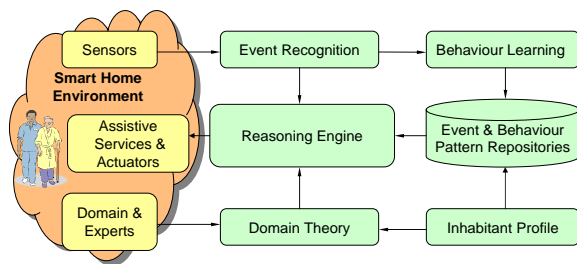 Sensors
Event Recognition
Behaviour Learning
Smart Home
Environment
Assistive
Services &
Actuators
Reasoning Engine
Event & Behaviour
Pattern Repositories
Domain &
Experts
Domain Theory
Inhabitant Profile